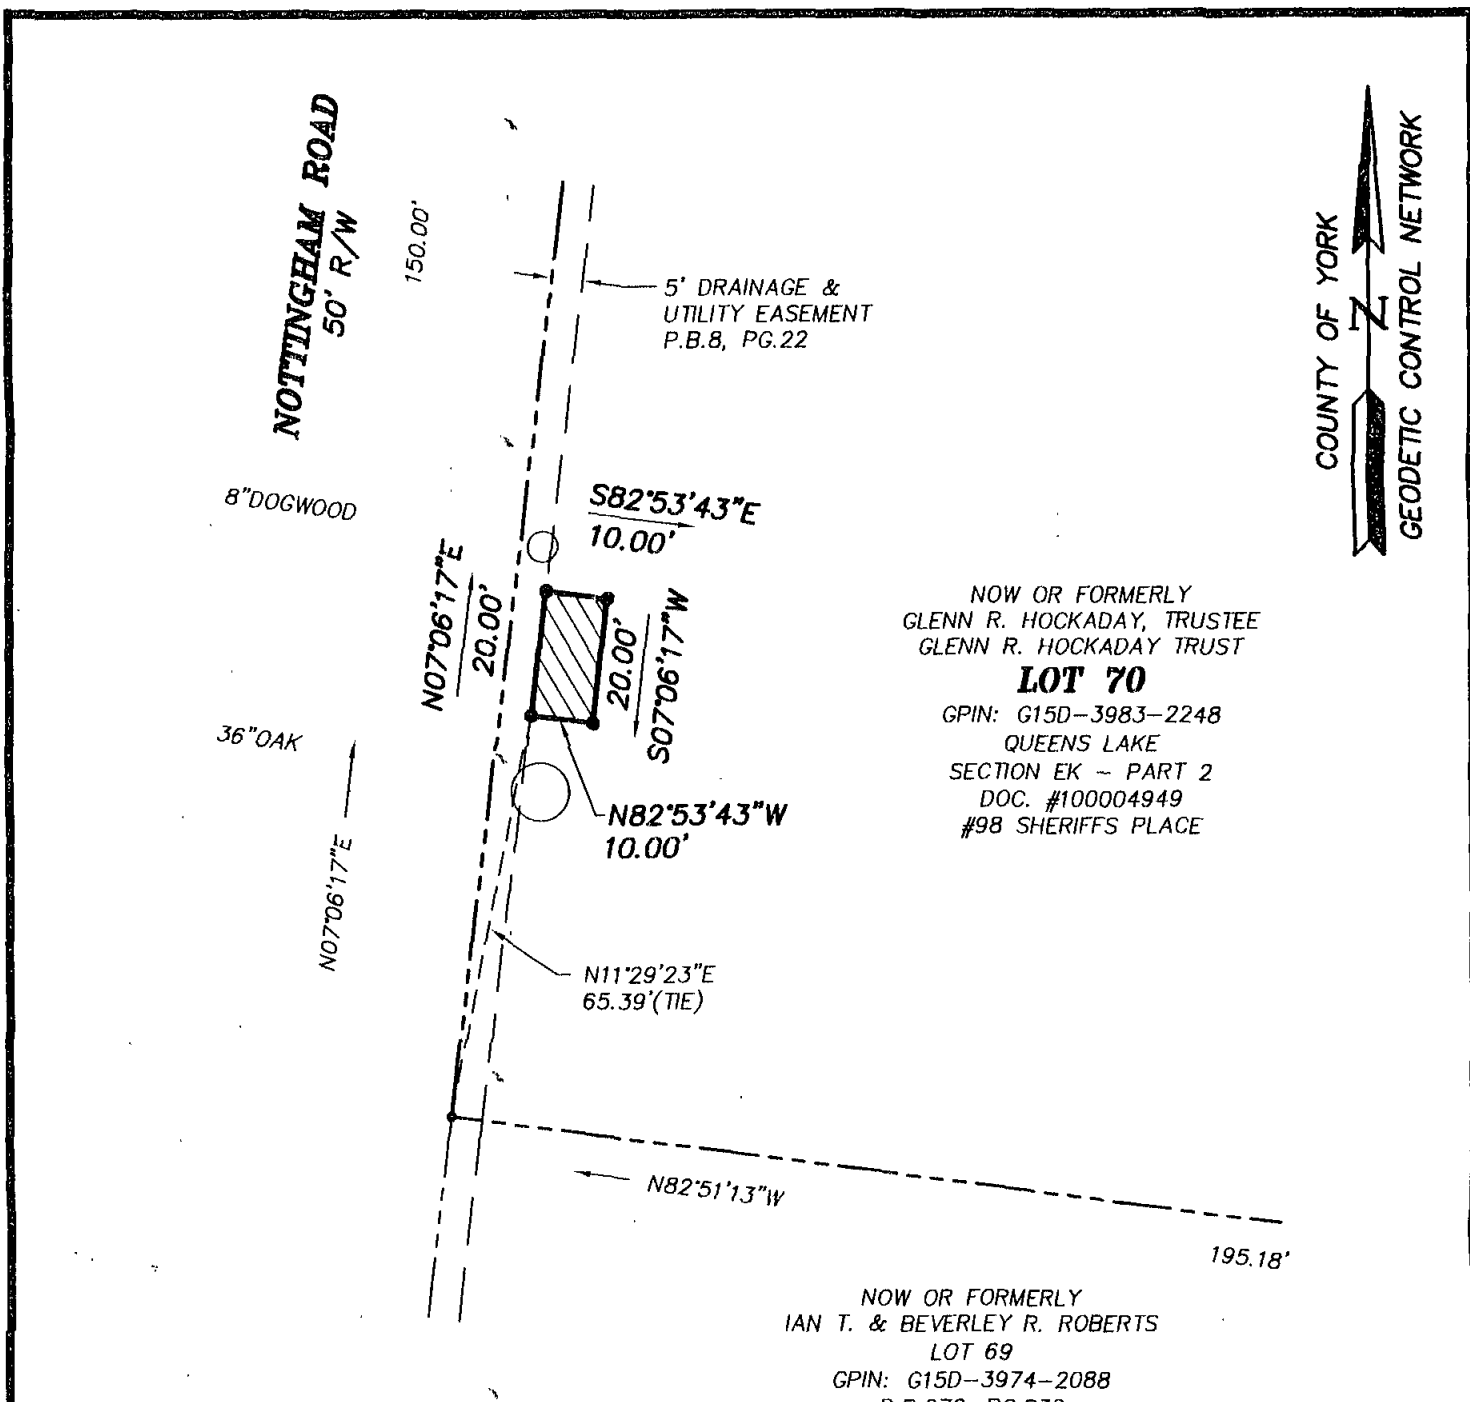 NOTTINGHAM ROAD
50' R/W
150.00'
5' DRAINAGE &
UTILITY EASEMENT
P.B.8, PG.22
COUNTY OF YORK
N
GEODETIC CONTROL NETWORK
8"DOGWOOD
S82°53'43"E
10.00'
N07°06'17"E
20.00'
20.00'
S07°06'17"W
NOW OR FORMERLY
GLENN R. HOCKADAY, TRUSTEE
GLENN R. HOCKADAY TRUST
LOT 70
GPIN: G15D-3983-2248
QUEENS LAKE
SECTION EK - PART 2
DOC. #100004949
#98 SHERIFFS PLACE
36"OAK
N82°53'43"W
10.00'
N07°06'17"E
N11°29'23"E
65.39'(TIE)
N82°51'13"W
195.18'
NOW OR FORMERLY
IAN T. & BEVERLEY R. ROBERTS
LOT 69
GPIN: G15D-3974-2088